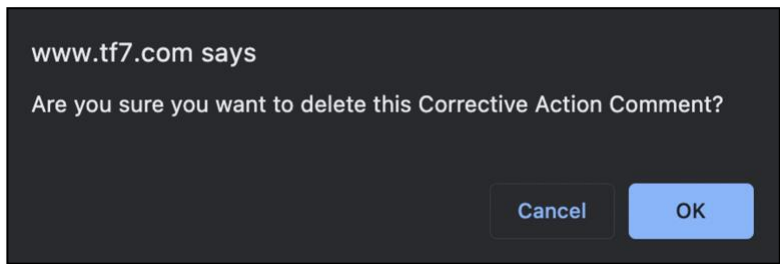 www.tf7.com says
Are you sure you want to delete this Corrective Action Comment?
Cancel OK